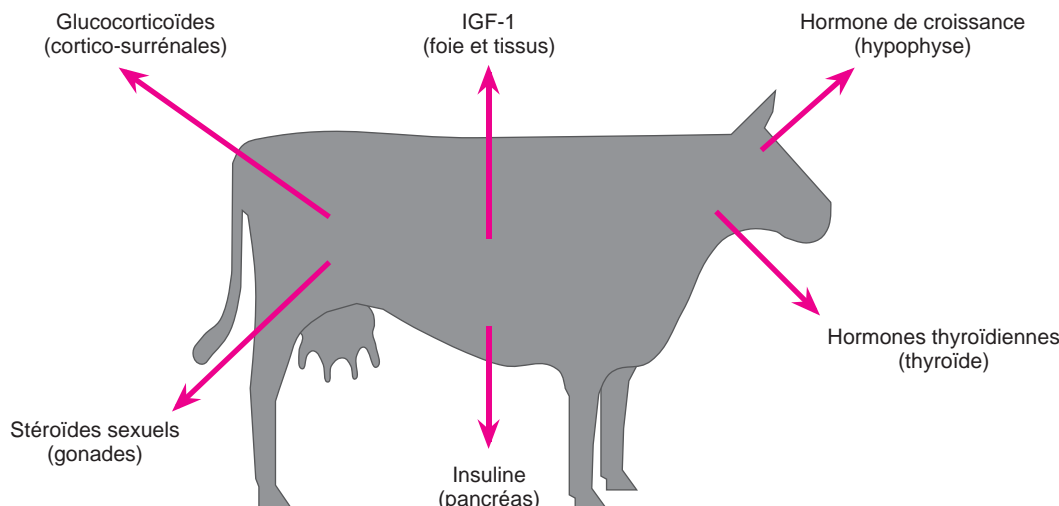 Glucocorticoïdes
(cortico-surrénales)
IGF-1
(foie et tissus)
Hormone de croissance
(hypophyse)
Hormones thyroïdiennes
(thyroïde)
Stéroïdes sexuels
(gonades)
Insuline
(pancréas)